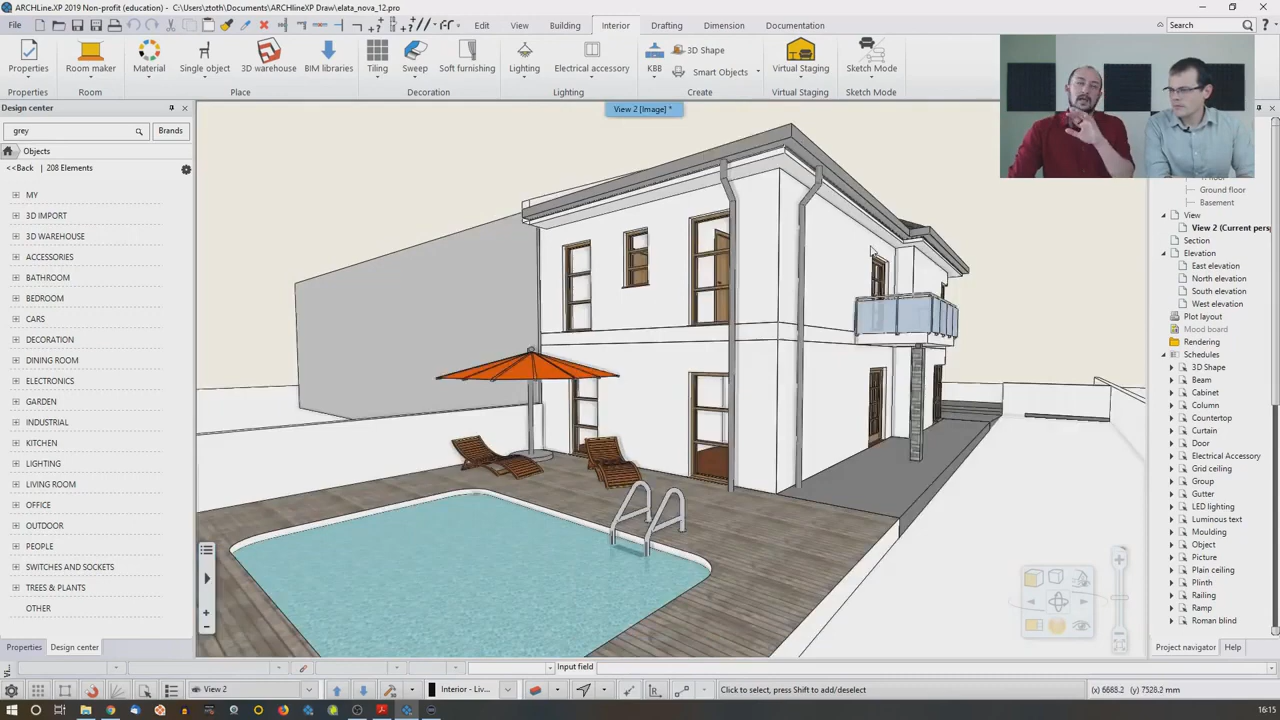 ARCHLine.XP 2019 Non-profit (education) | c:\users\ztoth\Documents\ARCHlineXP Draw\elata_nova_12.pro
File
Edit View Building Interior Drafting Dimension Documentation
Search
Properties
Room maker
Material
Single object
3D warehouse
BIM libraries
Tiling
Sweep
Soft furnishing
Lighting
Electrical accessory
KBB
3D Shape
Smart Objects
Virtual Staging
Sketch Mode
Properties
Room
Place
Decoration
Lighting
Create
Virtual Staging
Sketch Mode
Design center
grey
Brands
Objects
<<Back | 208 Elements
MY
3D IMPORT
3D WAREHOUSE
ACCESSORIES
BATHROOM
BEDROOM
CARS
DECORATION
DINING ROOM
ELECTRONICS
GARDEN
INDUSTRIAL
KITCHEN
LIGHTING
LIVING ROOM
OFFICE
OUTDOOR
PEOPLE
SWITCHES AND SOCKETS
TREES & PLANTS
OTHER
Properties
Design center
View 2 [Image] *
Ground floor
Basement
View
View 2 (Current pers
Section
Elevation
East elevation
North elevation
South elevation
West elevation
Plot layout
Mood board
Rendering
Schedules
3D Shape
Beam
Cabinet
Column
Countertop
Curtain
Door
Electrical Accessory
Grid ceiling
Group
Gutter
LED lighting
Luminous text
Moulding
Object
Picture
Plain ceiling
Plinth
Railing
Ramp
Roman blind
Project navigator
Help
Input field
View 2
Interior - Liv...
Click to select, press Shift to add/deselect
(x) 6668.2 (y) 7528.2 mm
16:15